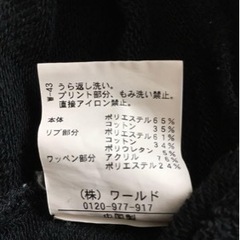 W-43
うら返し洗い。
プリント部分、もみ洗い禁止。
直接アイロン禁止。
本体 ポリエステル65%
コットン 35%
リブ部分 ポリエステル61%
コットン 34%
ポリウレタン 5%
ワッペン部分 アクリル 76%
ポリエステル24%
(株) ワールド
0120-977-917
中国製